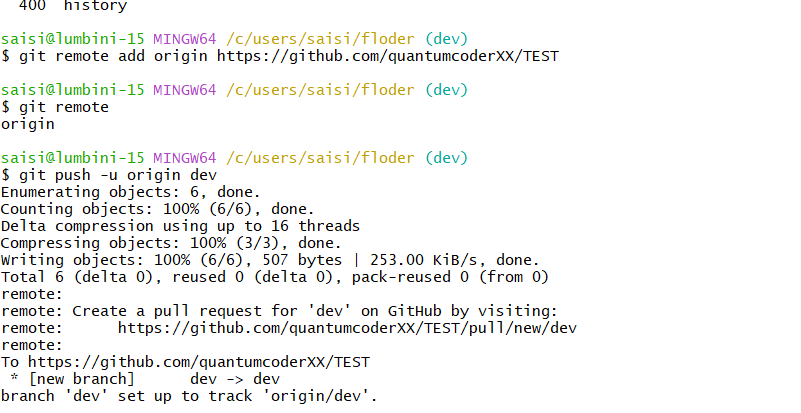 400 history
saisi@lumbini-15 MINGW64 /c/users/saisi/floder (dev)
$ git remote add origin https://github.com/quantumcoderXX/TEST
saisi@lumbini-15 MINGW64 /c/users/saisi/floder (dev)
$ git remote
origin
saisi@lumbini-15 MINGW64 /c/users/saisi/floder (dev)
$ git push -u origin dev
Enumerating objects: 6, done.
Counting objects: 100% (6/6), done.
Delta compression using up to 16 threads
Compressing objects: 100% (3/3), done.
Writing objects: 100% (6/6), 507 bytes | 253.00 KiB/s, done.
Total 6 (delta 0), reused 0 (delta 0), pack-reused 0 (from 0)
remote:
remote: Create a pull request for 'dev' on GitHub by visiting:
remote:      https://github.com/quantumcoderXX/TEST/pull/new/dev
remote:
To https://github.com/quantumcoderXX/TEST
 * [new branch]      dev -> dev
branch 'dev' set up to track 'origin/dev'.